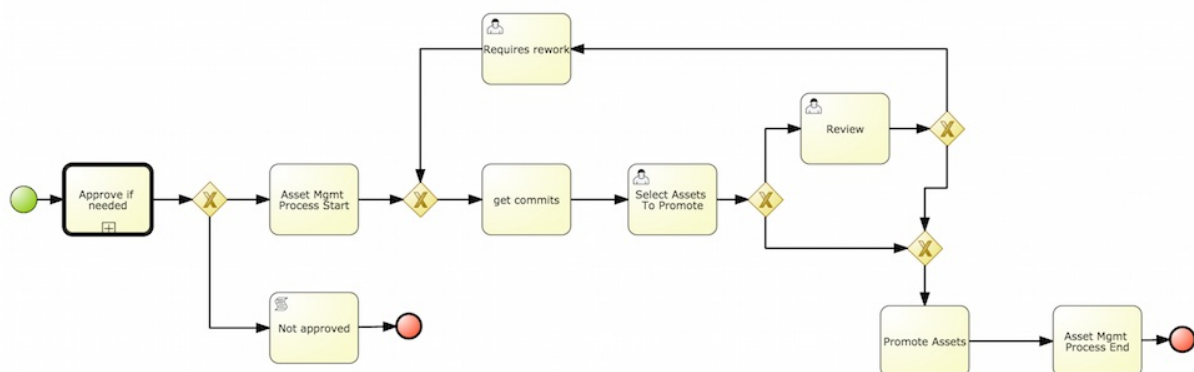 Requires rework
Review
Approve if
needed
Asset Mgmt
Process Start
get commits
Select Assets
To Promote
Not approved
Promote Assets
Asset Mgmt
Process End